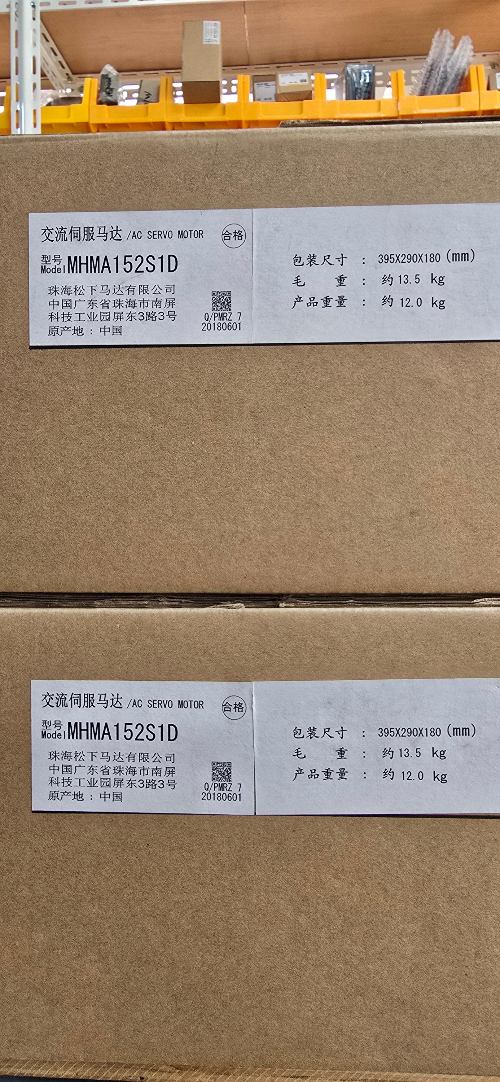 交流伺服马达 /AC SERVO MOTOR 合格
型号
Model MHMA152S1D
珠海松下马达有限公司
中国广东省珠海市南屏
科技工业园屏东3路3号
原产地 : 中国
Q/PMRZ 7
20180601
包装尺寸 : 395X290X180 (mm)
毛 重 : 约 13.5 kg
产品重量 : 约 12.0 kg
交流伺服马达 /AC SERVO MOTOR 合格
型号
Model MHMA152S1D
珠海松下马达有限公司
中国广东省珠海市南屏
科技工业园屏东3路3号
原产地 : 中国
Q/PMRZ 7
20180601
包装尺寸 : 395X290X180 (mm)
毛 重 : 约 13.5 kg
产品重量 : 约 12.0 kg